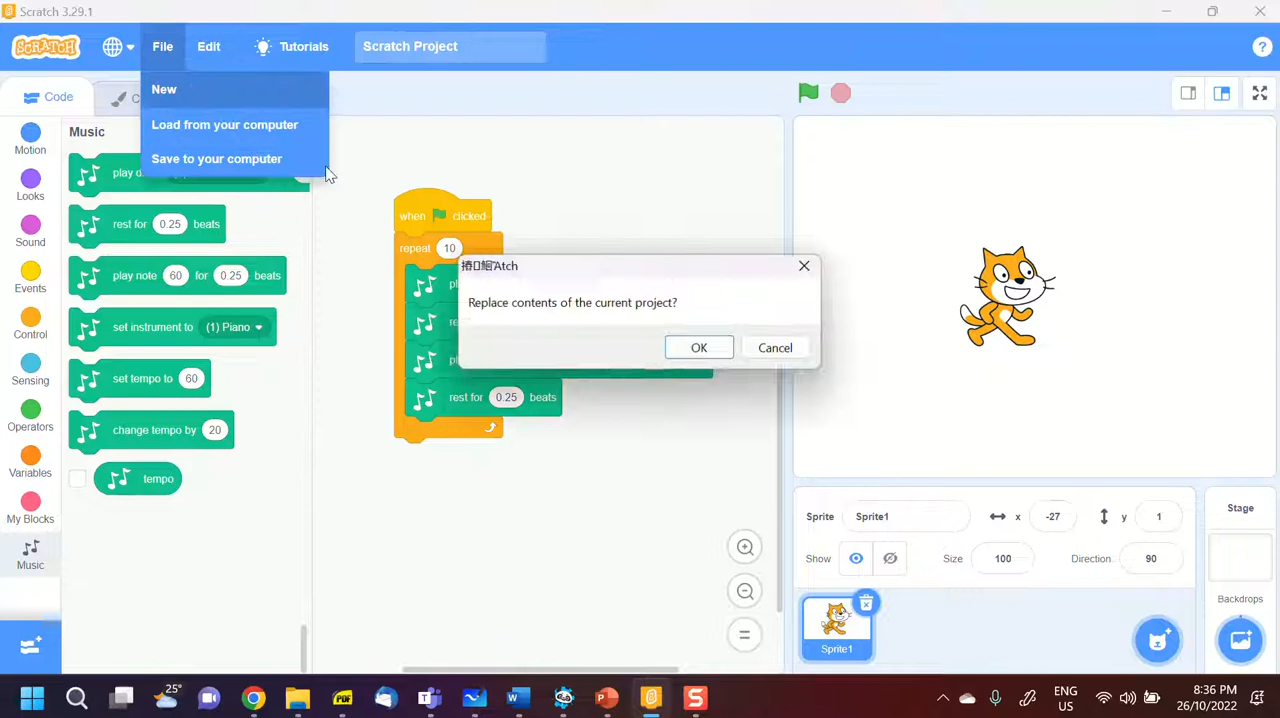 Scratch 3.29.1
SCRATCH
File
Edit
Tutorials
Scratch Project
?
New
Load from your computer
Save to your computer
Code
C
Motion
Looks
Sound
Events
Control
Sensing
Operators
Variables
My Blocks
Music
Music
play
rest for 0.25 beats
play note 60 for 0.25 beats
set instrument to (1) Piano
set tempo to 60
change tempo by 20
tempo
when clicked
repeat 10
rest for 0.25 beats
Atch
Replace contents of the current project?
OK
Cancel
Sprite
Sprite1
x
-27
y
1
Show
Size
100
Direction
90
Sprite1
Stage
Backdrops
25°
PDF
ENG
US
8:36 PM
26/10/2022